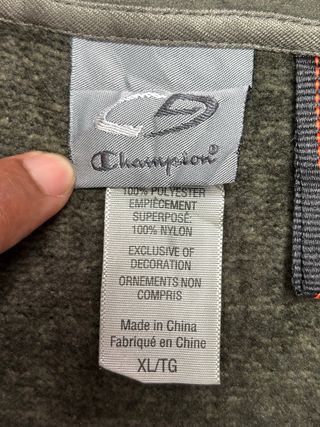 Champion®
100% POLYESTER
EMPIÈCEMENT
SUPERPOSÉ:
100% NYLON
EXCLUSIVE OF
DECORATION
ORNEMENTS NON
COMPRIS
Made in China
Fabriqué en Chine
XL/TG